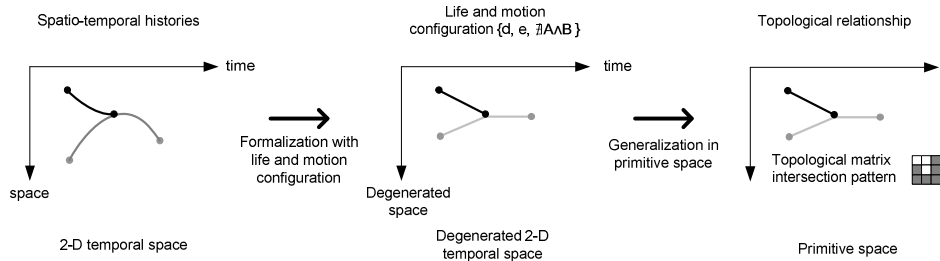 Spatio-temporal histories
time
space
2-D temporal space
Formalization with
life and motion
configuration
Life and motion
configuration {d, e, ∄A∧B }
time
Degenerated
space
Degenerated 2-D
temporal space
Generalization in
primitive space
Topological relationship
Topological matrix
intersection pattern
Primitive space